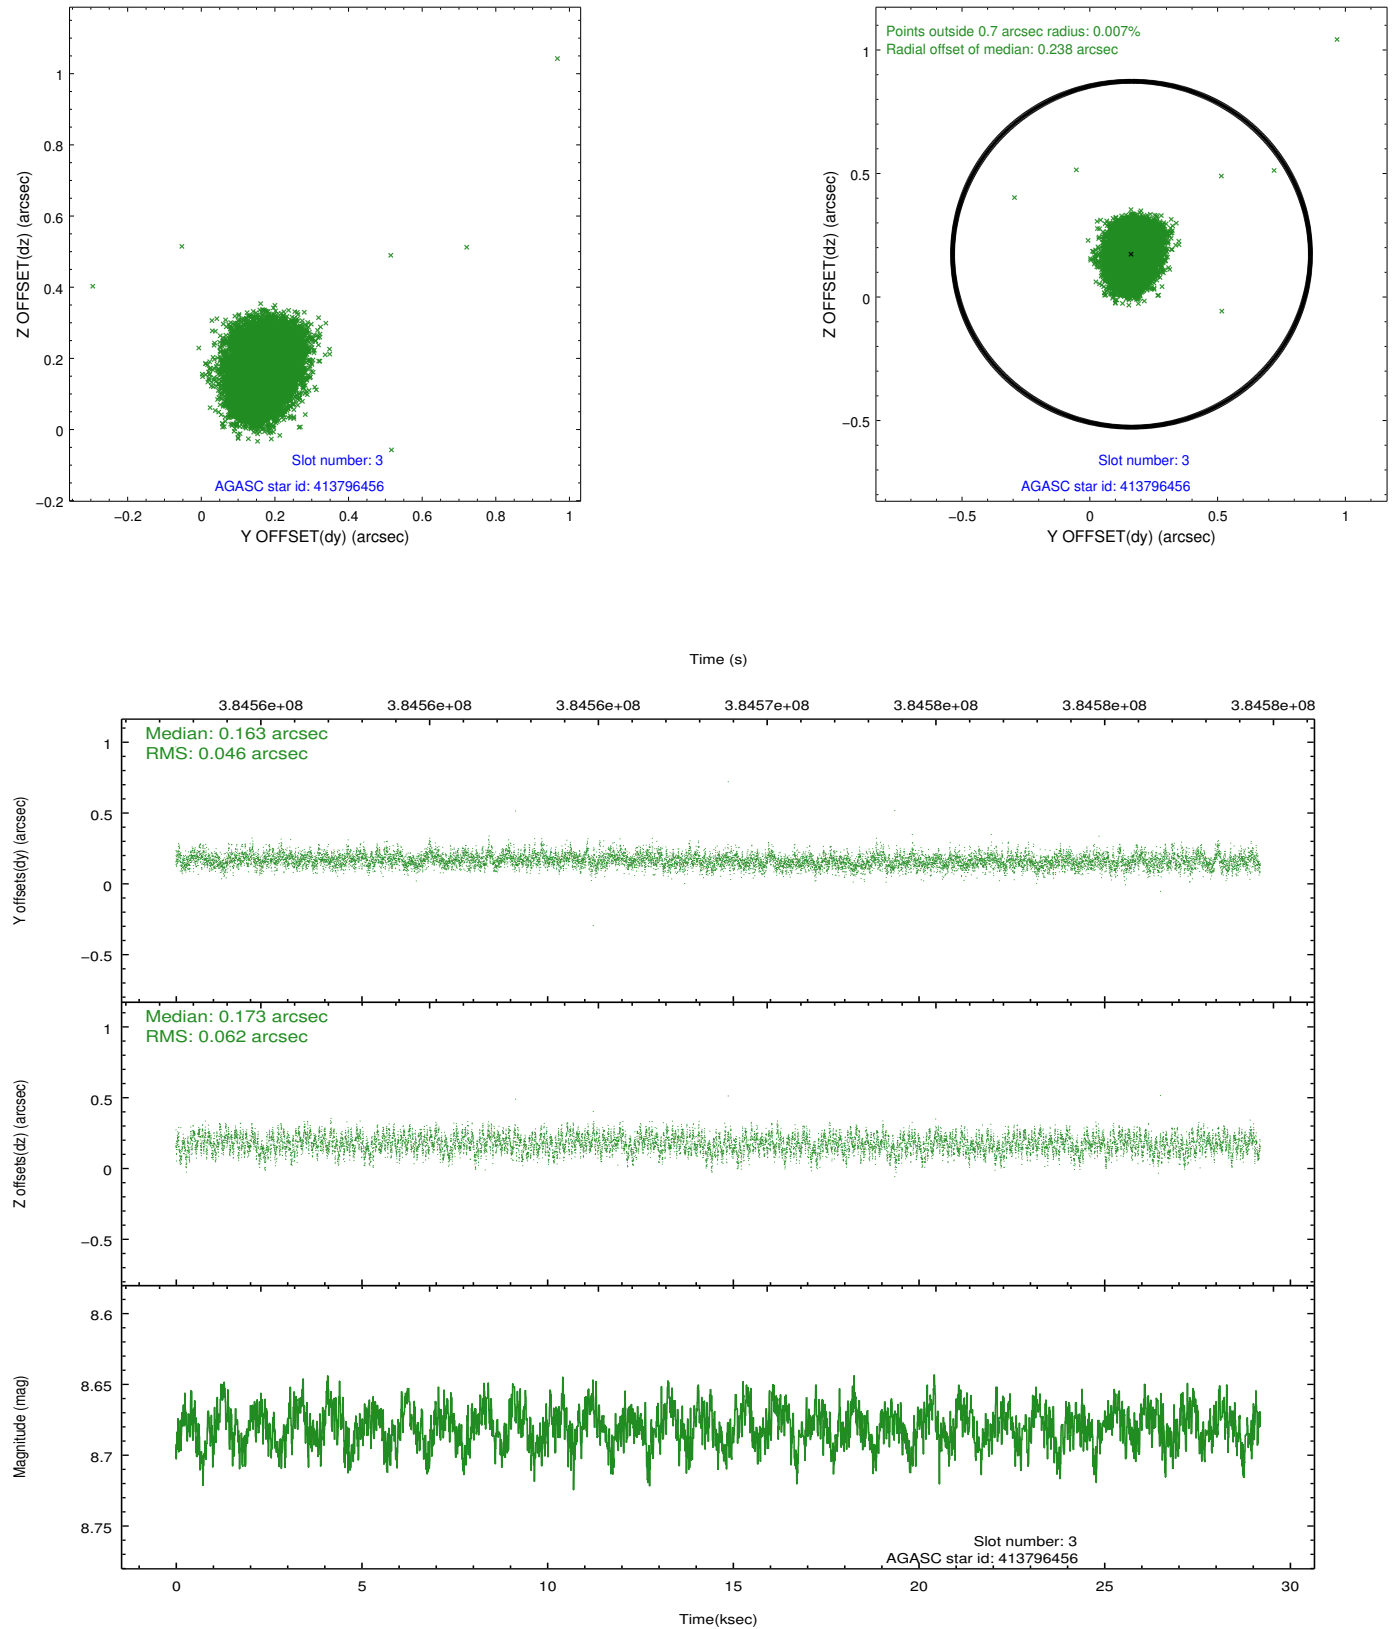 1
0.8
0.6
0.4
0.2
0
−0.2
−0.2
0
0.2
0.4
0.6
0.8
1
Z OFFSET(dz) (arcsec)
Y OFFSET(dy) (arcsec)
Slot number: 3
AGASC star id: 413796456
Points outside 0.7 arcsec radius: 0.007%
Radial offset of median: 0.238 arcsec
1
0.5
0
−0.5
−0.5
0
0.5
1
Z OFFSET(dz) (arcsec)
Y OFFSET(dy) (arcsec)
Slot number: 3
AGASC star id: 413796456
Time (s)
3.8456e+08
3.8456e+08
3.8456e+08
3.8457e+08
3.8458e+08
3.8458e+08
3.8458e+08
Median: 0.163 arcsec
RMS: 0.046 arcsec
1
0.5
0
−0.5
Y offsets(dy) (arcsec)
Median: 0.173 arcsec
RMS: 0.062 arcsec
1
0.5
0
−0.5
Z offsets(dz) (arcsec)
8.6
8.65
8.7
8.75
Magnitude (mag)
Slot number: 3
AGASC star id: 413796456
0
5
10
15
20
25
30
Time(ksec)